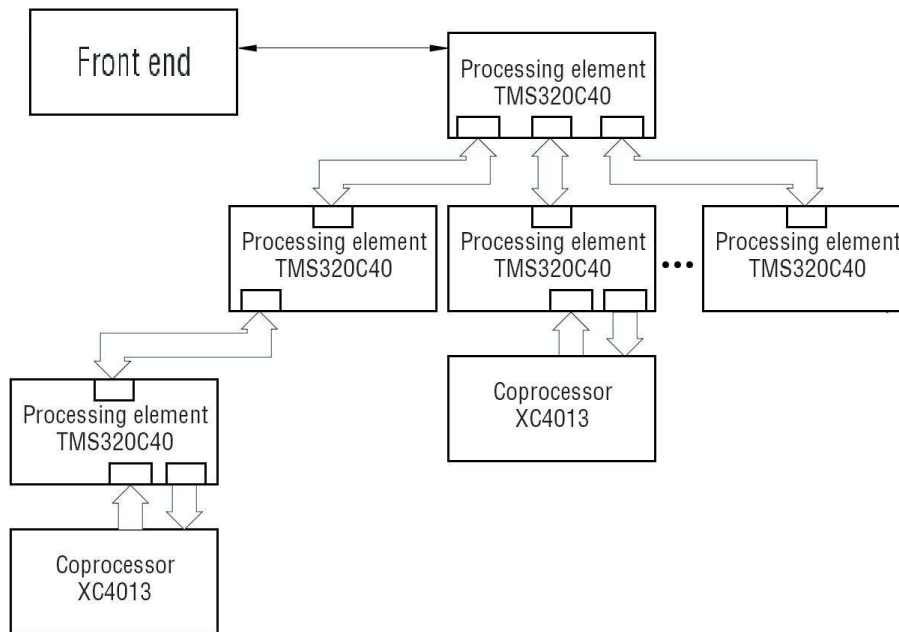 Front end
Processing element
TMS320C40
Processing element
TMS320C40
Processing element
TMS320C40
•••
Processing element
TMS320C40
Coprocessor
XC4013
Processing element
TMS320C40
Coprocessor
XC4013